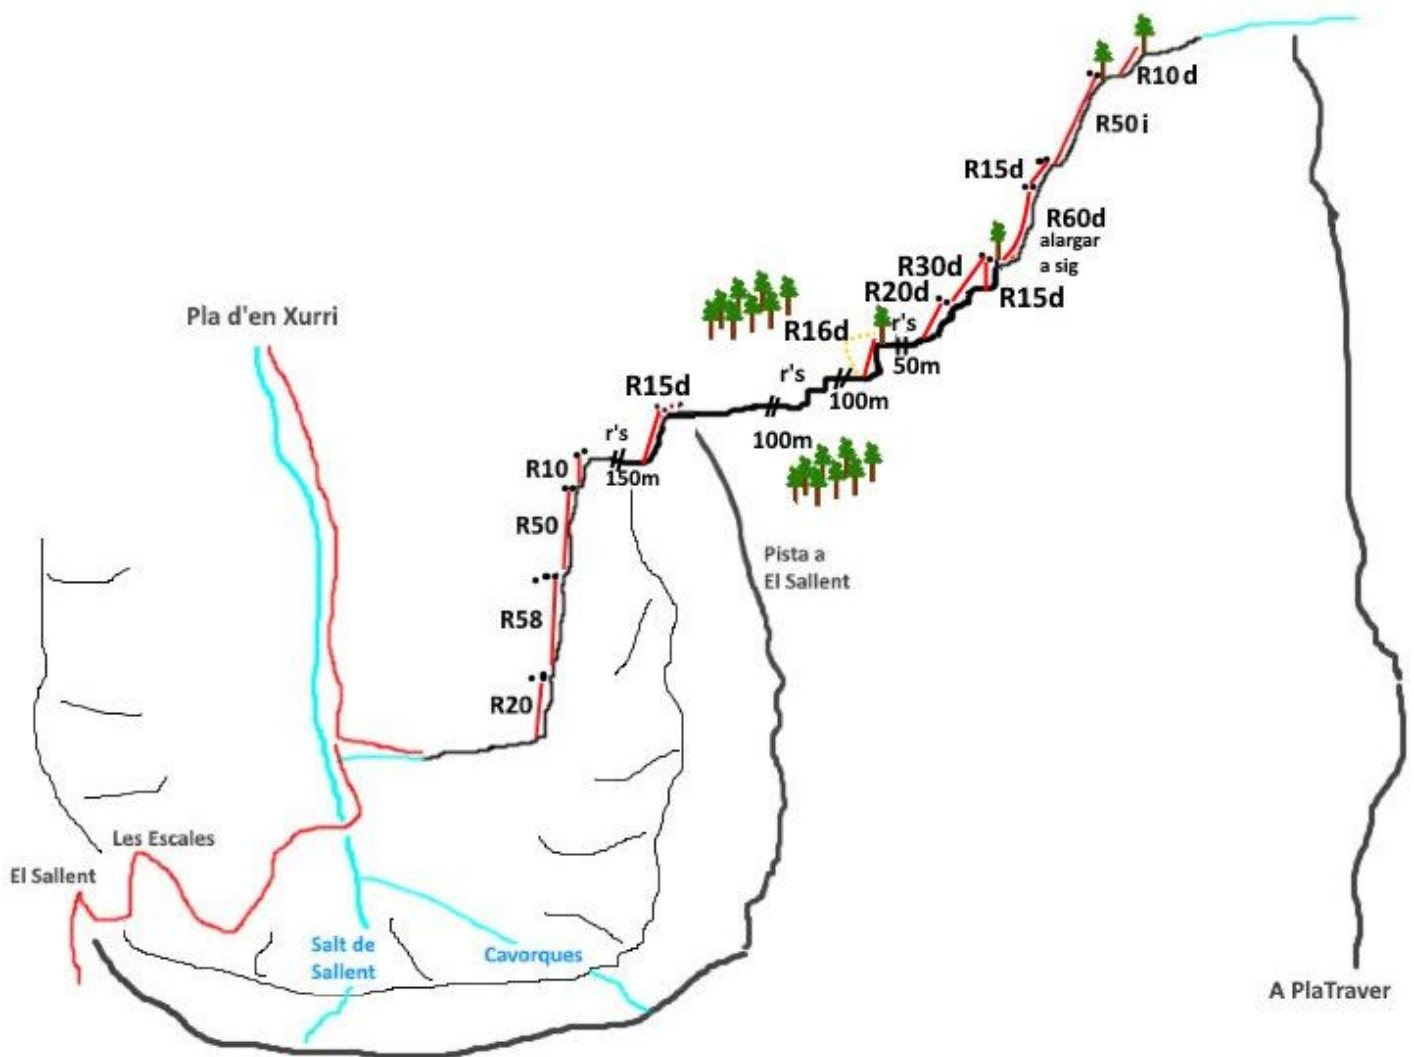 R10 d
R50 i
R15d
R60d
alargar
a sig
R30d
R20d
R15d
Pla d'en Xurri
R16d
r's
50m
r's
100m
R15d
100m
r's
R10
150m
R50
Pista a
El Sallent
R58
R20
Les Escales
El Sallent
Salt de
Sallent
Cavorques
A PlaTraver